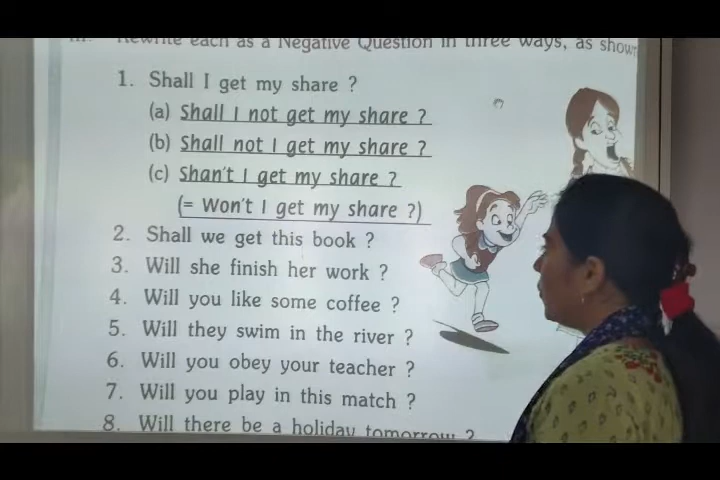 Rewrite each as a Negative Question in three ways, as shown
1. Shall I get my share ?
(a) Shall I not get my share ?
(b) Shall not I get my share ?
(c) Shan't I get my share ?
(= Won't I get my share ?)
2. Shall we get this book ?
3. Will she finish her work ?
4. Will you like some coffee ?
5. Will they swim in the river ?
6. Will you obey your teacher ?
7. Will you play in this match ?
8. Will there be a holiday tomorrow ?